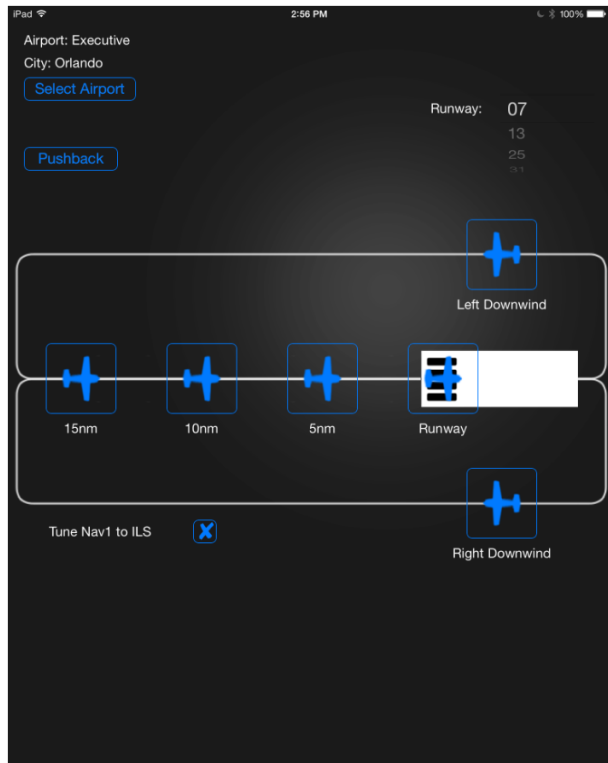 iPad 2:56 PM 100%
Airport: Executive
City: Orlando
Select Airport
Runway: 07
13
Pushback 25
31
Left Downwind
15nm 10nm 5nm Runway
Tune Nav1 to ILS
Right Downwind